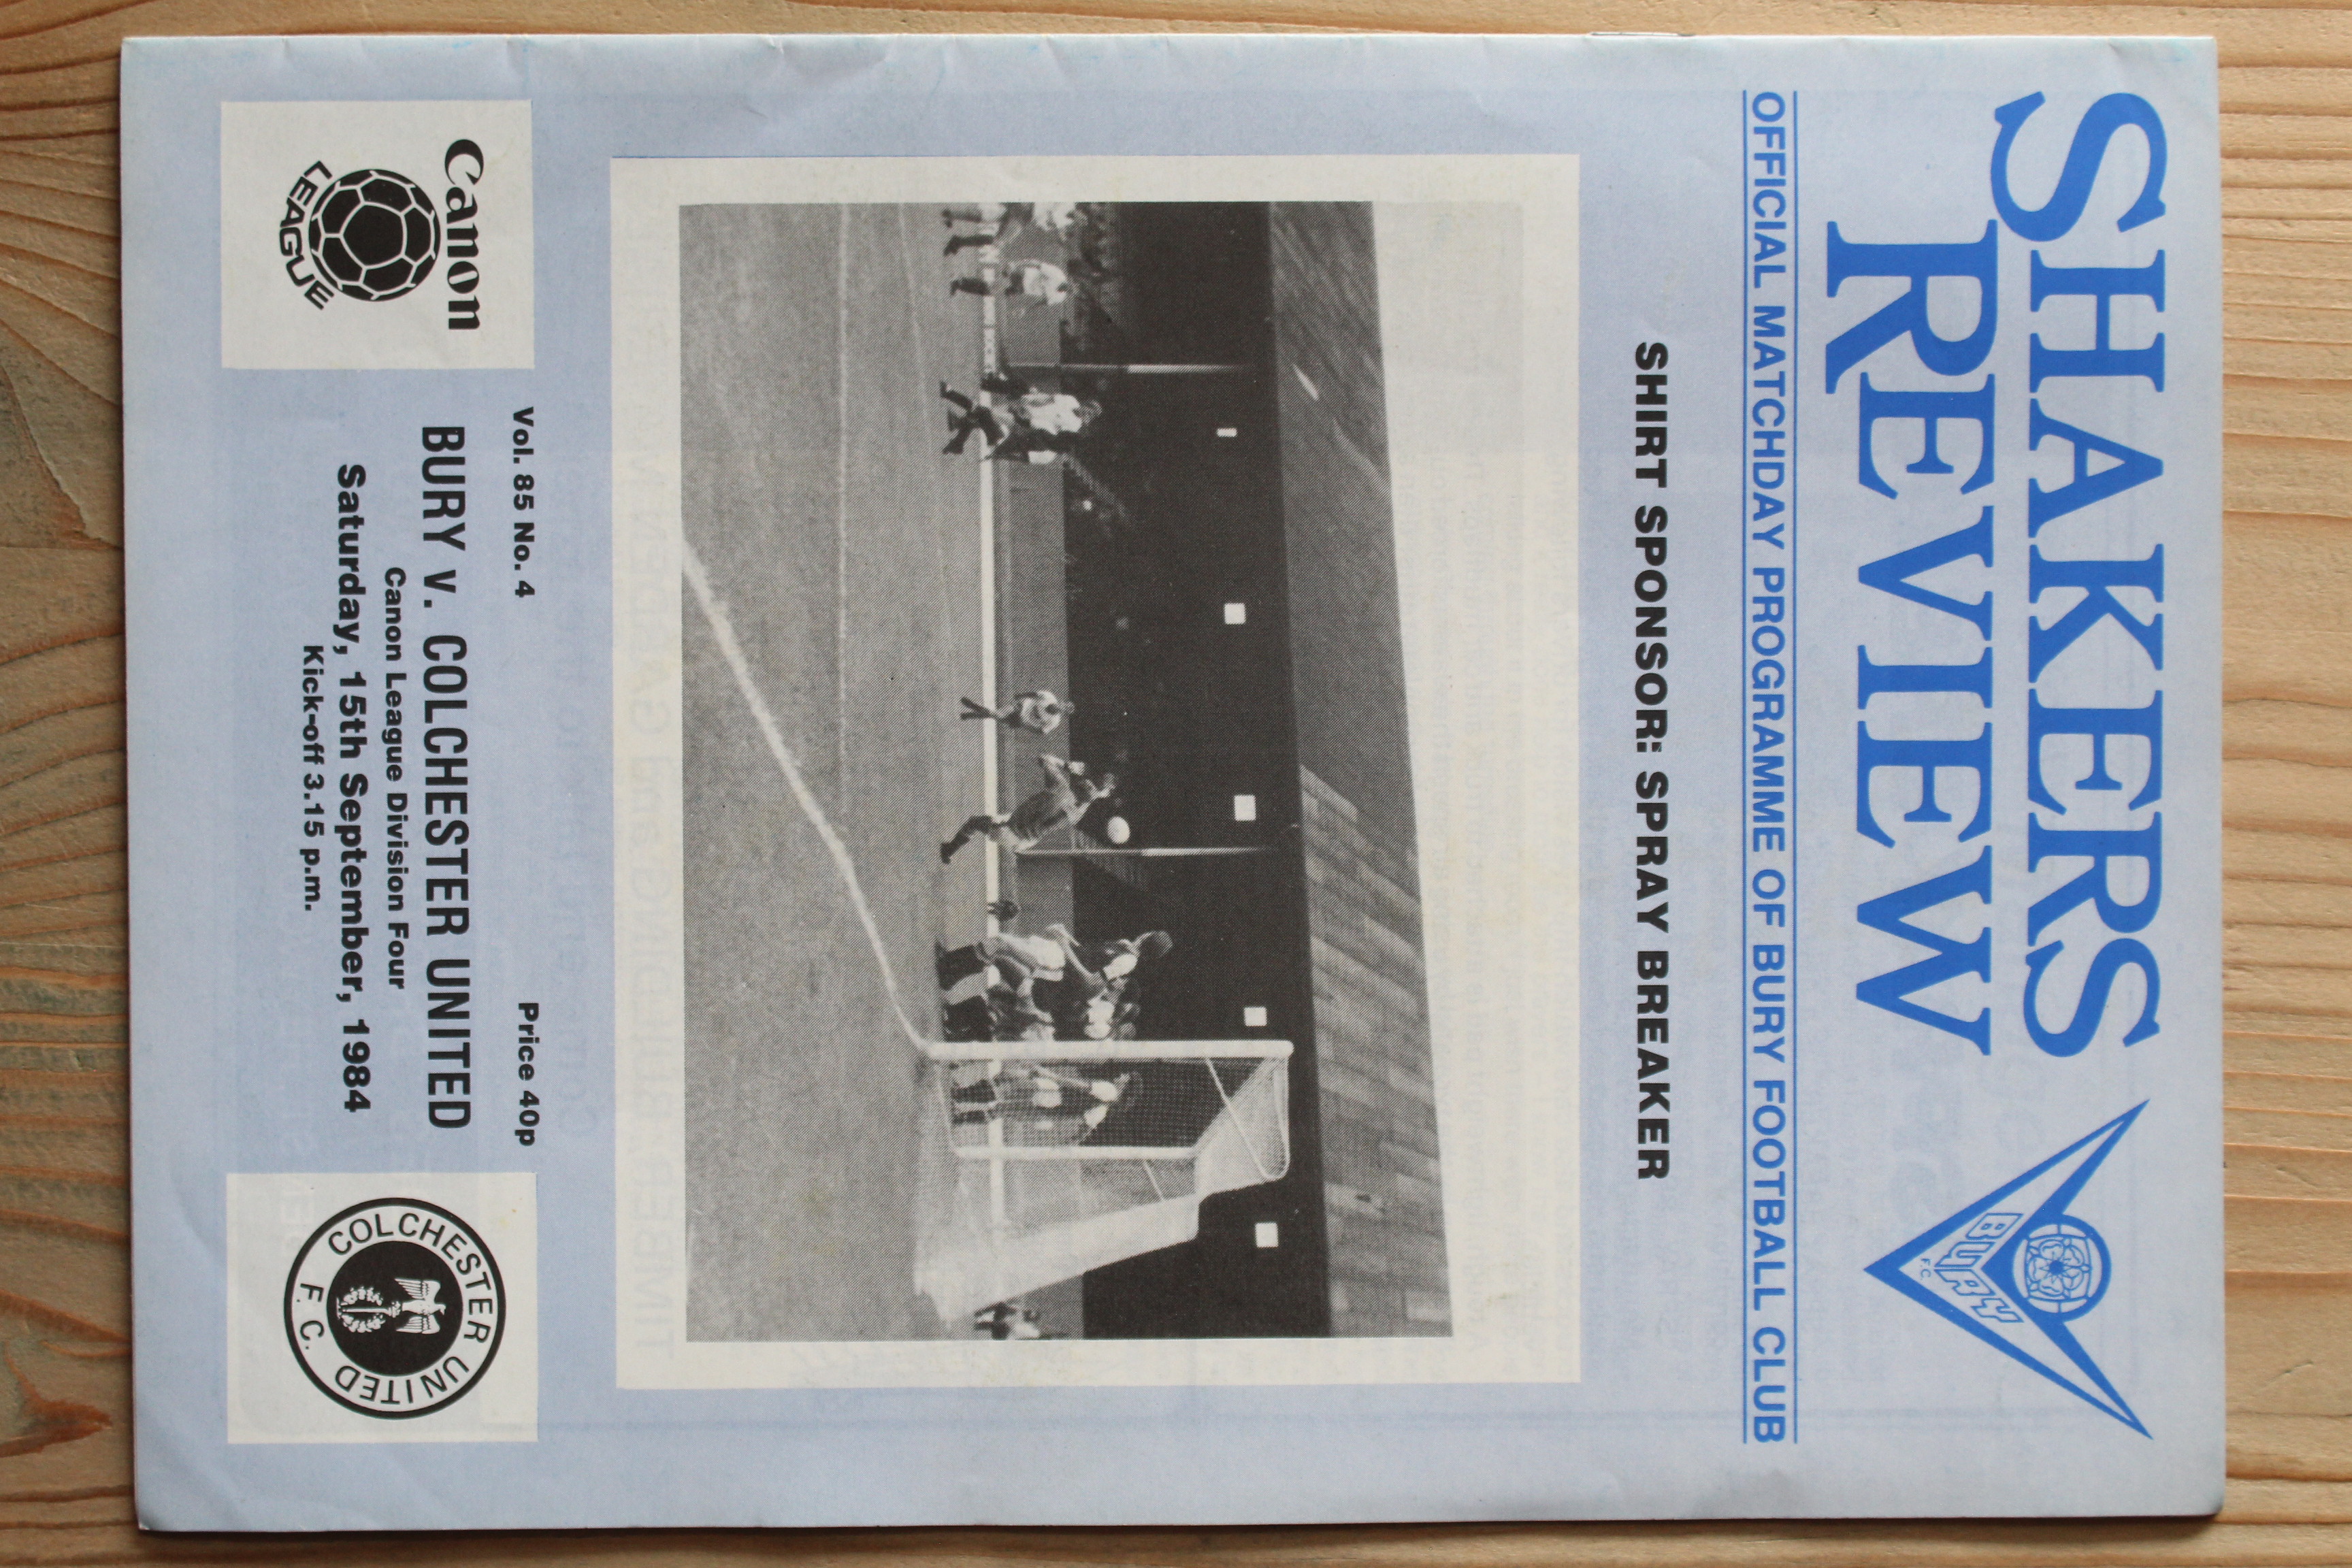 SHAKERS
REVIEW
BURY
F.C.
OFFICIAL MATCHDAY PROGRAMME OF BURY FOOTBALL CLUB
SHIRT SPONSOR: SPRAY BREAKER
Vol. 85 No. 4
Price 40p
Canon
LEAGUE
BURY v. COLCHESTER UNITED
Canon League Division Four
Saturday, 15th September, 1984
Kick-off 3.15 p.m.
COLCHESTER UNITED
F.C.